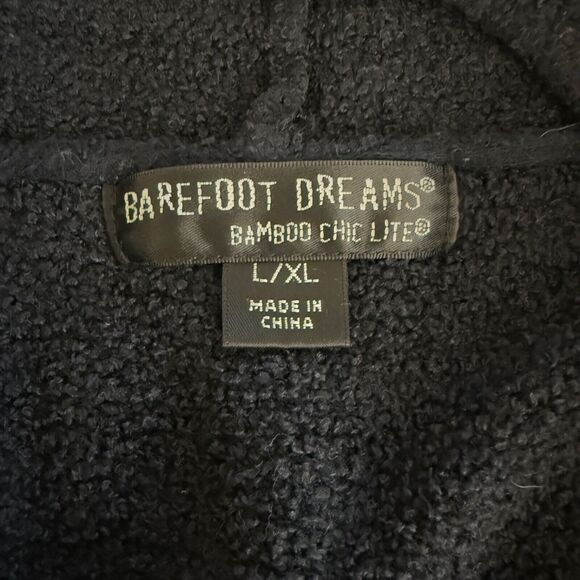 BAREFOOT DREAMS®
BAMBOO CHIC LITE®
L/XL
MADE IN
CHINA